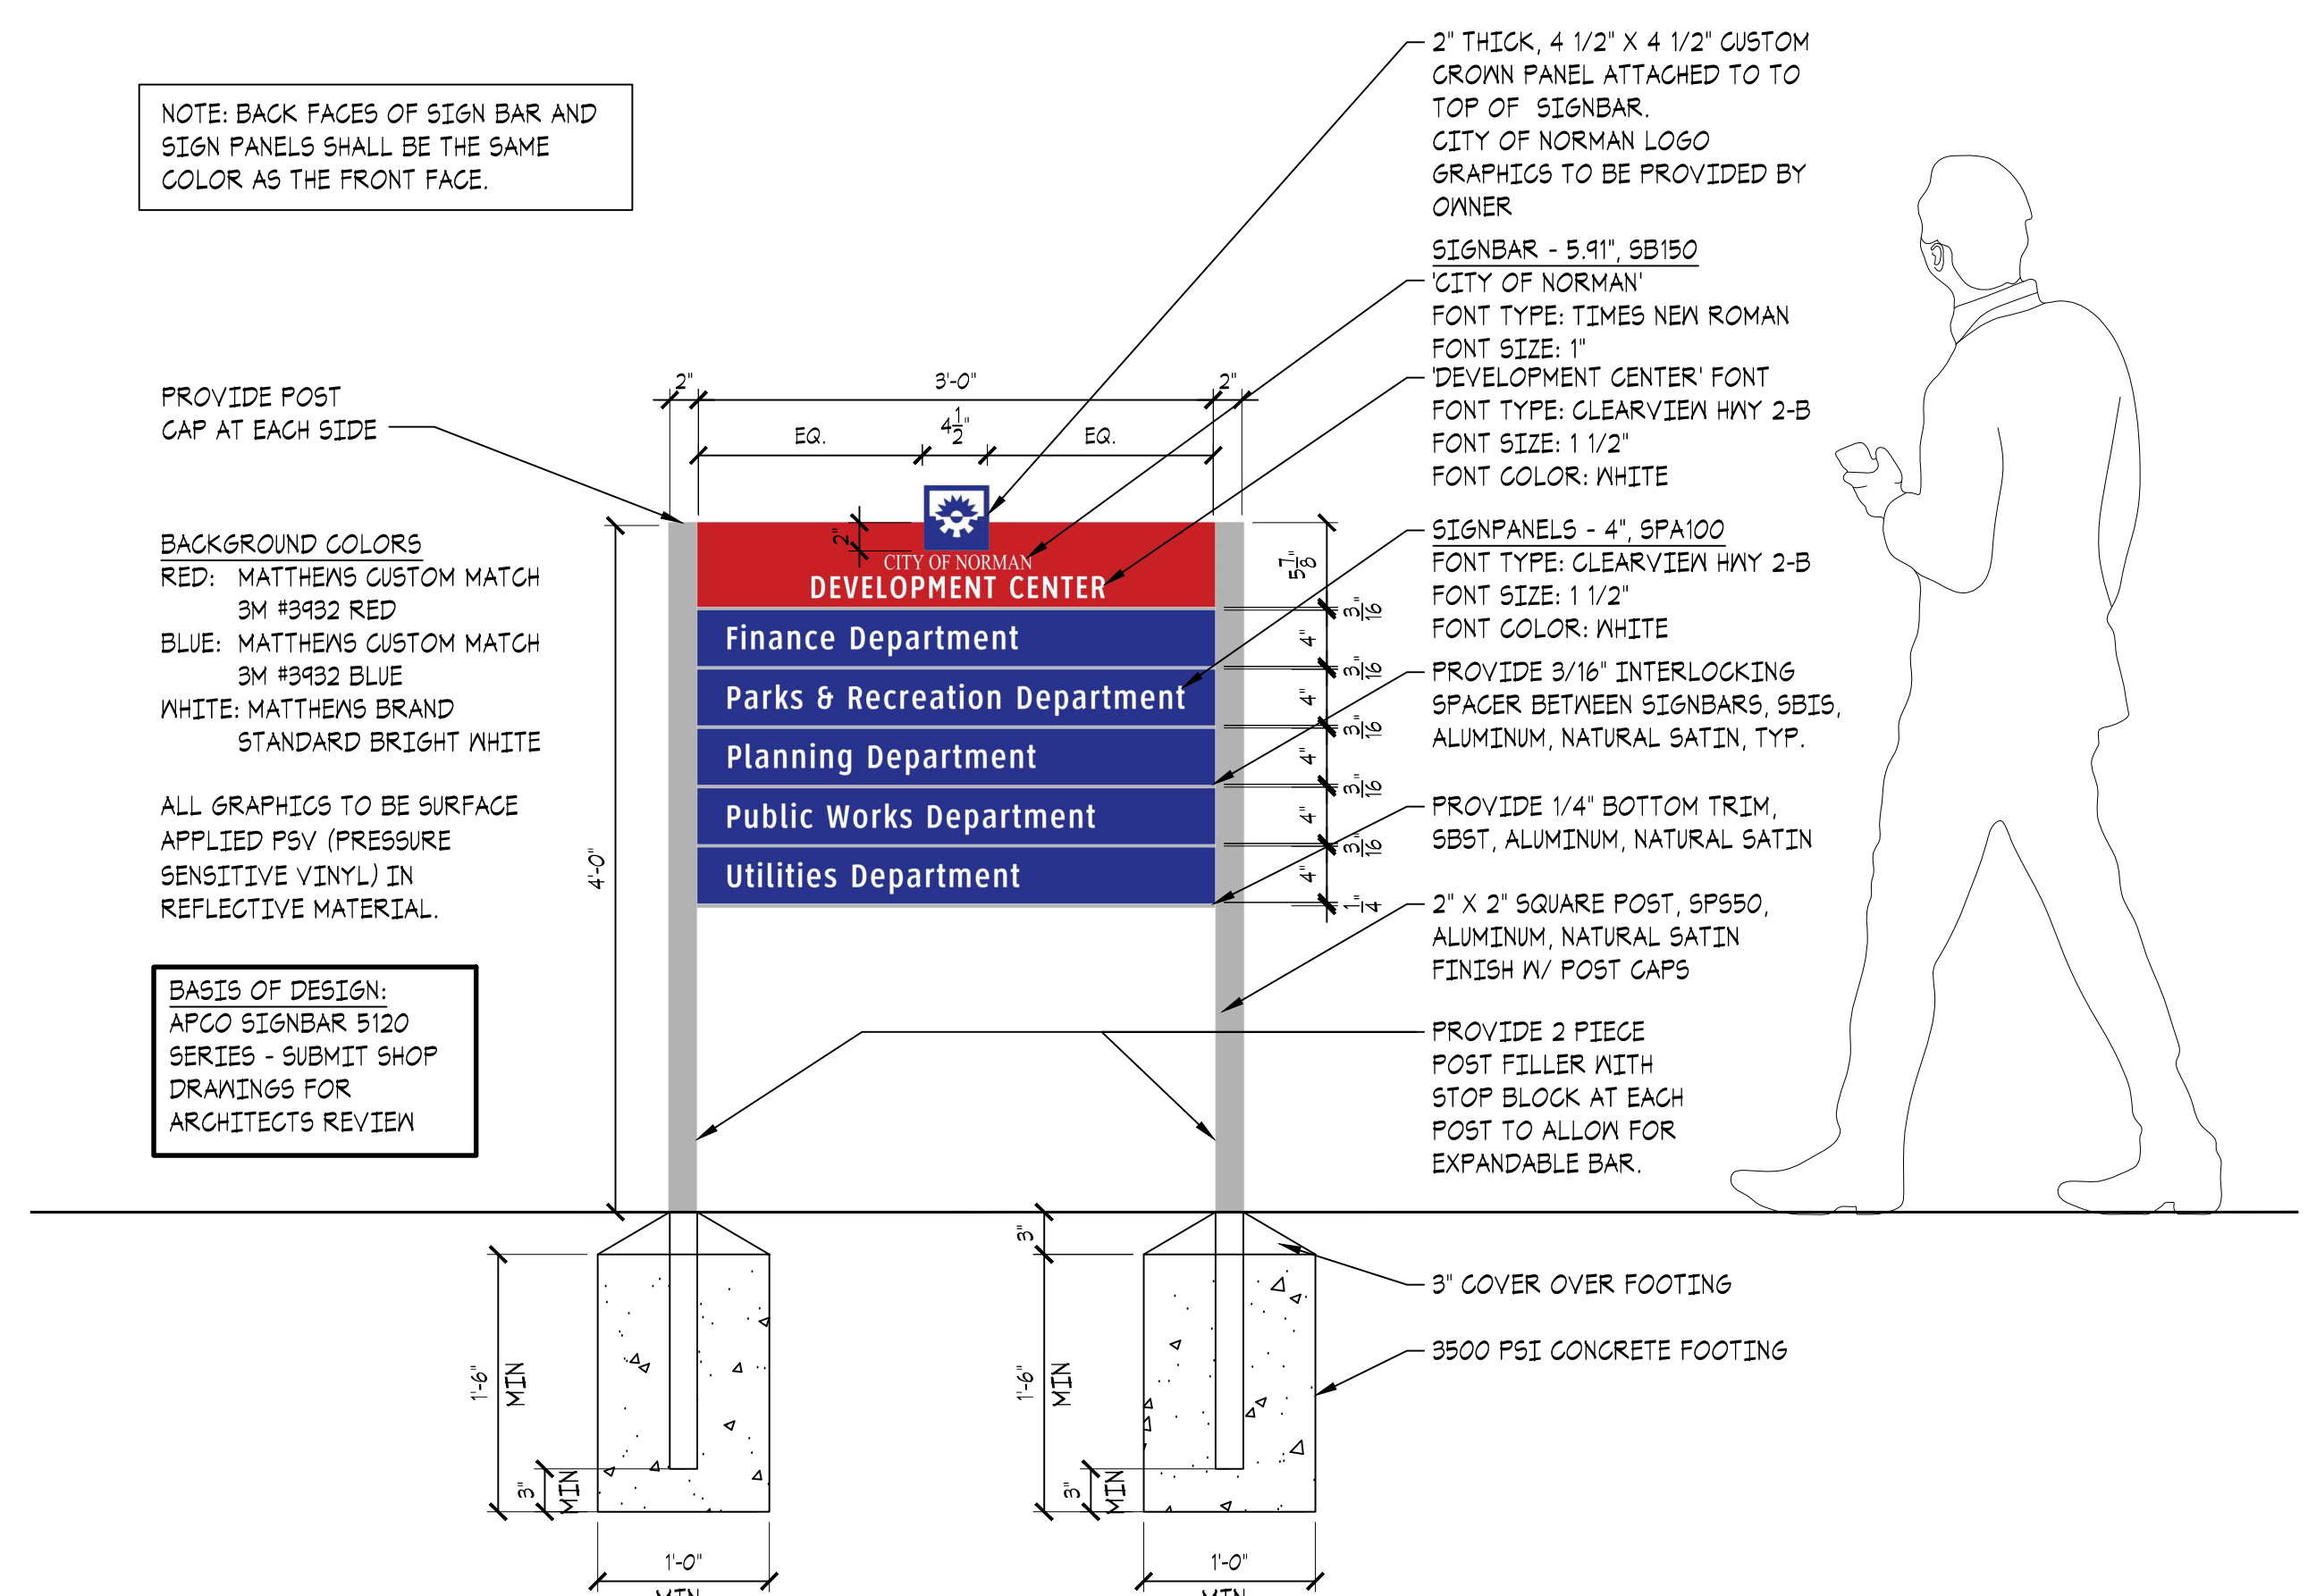 NOTE: BACK FACES OF SIGN BAR AND
SIGN PANELS SHALL BE THE SAME
COLOR AS THE FRONT FACE.
PROVIDE POST
CAP AT EACH SIDE
BACKGROUND COLORS
RED: MATTHEWS CUSTOM MATCH
3M #3932 RED
BLUE: MATTHEWS CUSTOM MATCH
3M #3932 BLUE
WHITE: MATTHEWS BRAND
STANDARD BRIGHT WHITE
ALL GRAPHICS TO BE SURFACE
APPLIED PSV (PRESSURE
SENSITIVE VINYL) IN
REFLECTIVE MATERIAL.
BASIS OF DESIGN:
APCO SIGNBAR 5120
SERIES - SUBMIT SHOP
DRAWINGS FOR
ARCHITECTS REVIEW
2" 3'-0" 2"
EQ. 4 1/2" EQ.
2"
CITY OF NORMAN
DEVELOPMENT CENTER
Finance Department
Parks & Recreation Department
Planning Department
Public Works Department
Utilities Department
4'-0"
5 7/8"
3/16"
4"
3/16"
4"
3/16"
4"
3/16"
4"
3/16"
4"
1/4"
2" THICK, 4 1/2" X 4 1/2" CUSTOM
CROWN PANEL ATTACHED TO TO
TOP OF SIGNBAR.
CITY OF NORMAN LOGO
GRAPHICS TO BE PROVIDED BY
OWNER
SIGNBAR - 5.91", SB150
'CITY OF NORMAN'
FONT TYPE: TIMES NEW ROMAN
FONT SIZE: 1"
'DEVELOPMENT CENTER' FONT
FONT TYPE: CLEARVIEW HWY 2-B
FONT SIZE: 1 1/2"
FONT COLOR: WHITE
SIGNPANELS - 4", SPA100
FONT TYPE: CLEARVIEW HWY 2-B
FONT SIZE: 1 1/2"
FONT COLOR: WHITE
PROVIDE 3/16" INTERLOCKING
SPACER BETWEEN SIGNBARS, SBIS,
ALUMINUM, NATURAL SATIN, TYP.
PROVIDE 1/4" BOTTOM TRIM,
SBST, ALUMINUM, NATURAL SATIN
2" X 2" SQUARE POST, SPS50,
ALUMINUM, NATURAL SATIN
FINISH W/ POST CAPS
PROVIDE 2 PIECE
POST FILLER WITH
STOP BLOCK AT EACH
POST TO ALLOW FOR
EXPANDABLE BAR.
3" COVER OVER FOOTING
3500 PSI CONCRETE FOOTING
1'-6"
MIN
3"
MIN
1'-0"
MIN
3"
1'-6"
MIN
3"
MIN
1'-0"
MIN